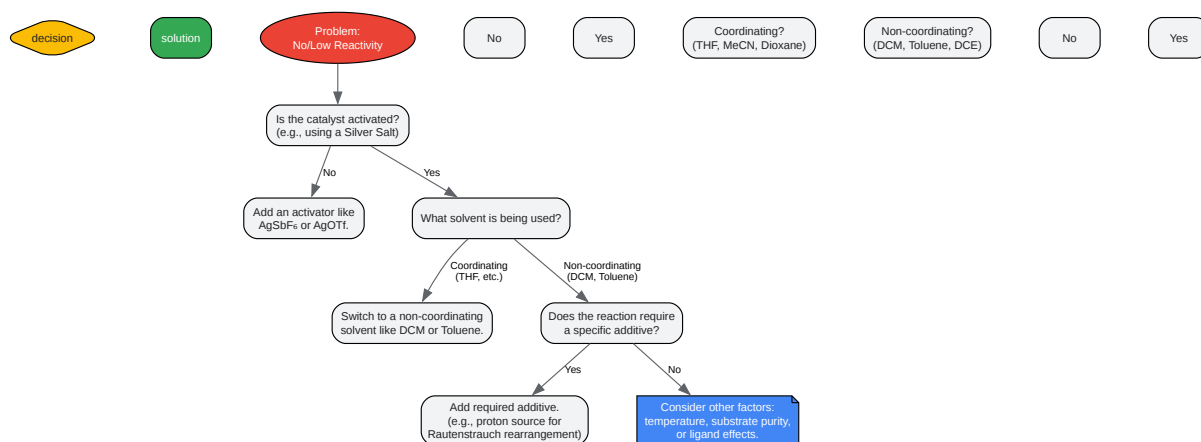 decision
solution
Problem:
No/Low Reactivity
No
Yes
Coordinating?
(THF, MeCN, Dioxane)
Non-coordinating?
(DCM, Toluene, DCE)
No
Yes
Is the catalyst activated?
(e.g., using a Silver Salt)
No
Yes
Add an activator like
AgSbF₆ or AgOTf.
What solvent is being used?
Coordinating
(THF, etc.)
Non-coordinating
(DCM, Toluene)
Switch to a non-coordinating
solvent like DCM or Toluene.
Does the reaction require
a specific additive?
Yes
No
Add required additive.
(e.g., proton source for
Rautenstrauch rearrangement)
Consider other factors:
temperature, substrate purity,
or ligand effects.